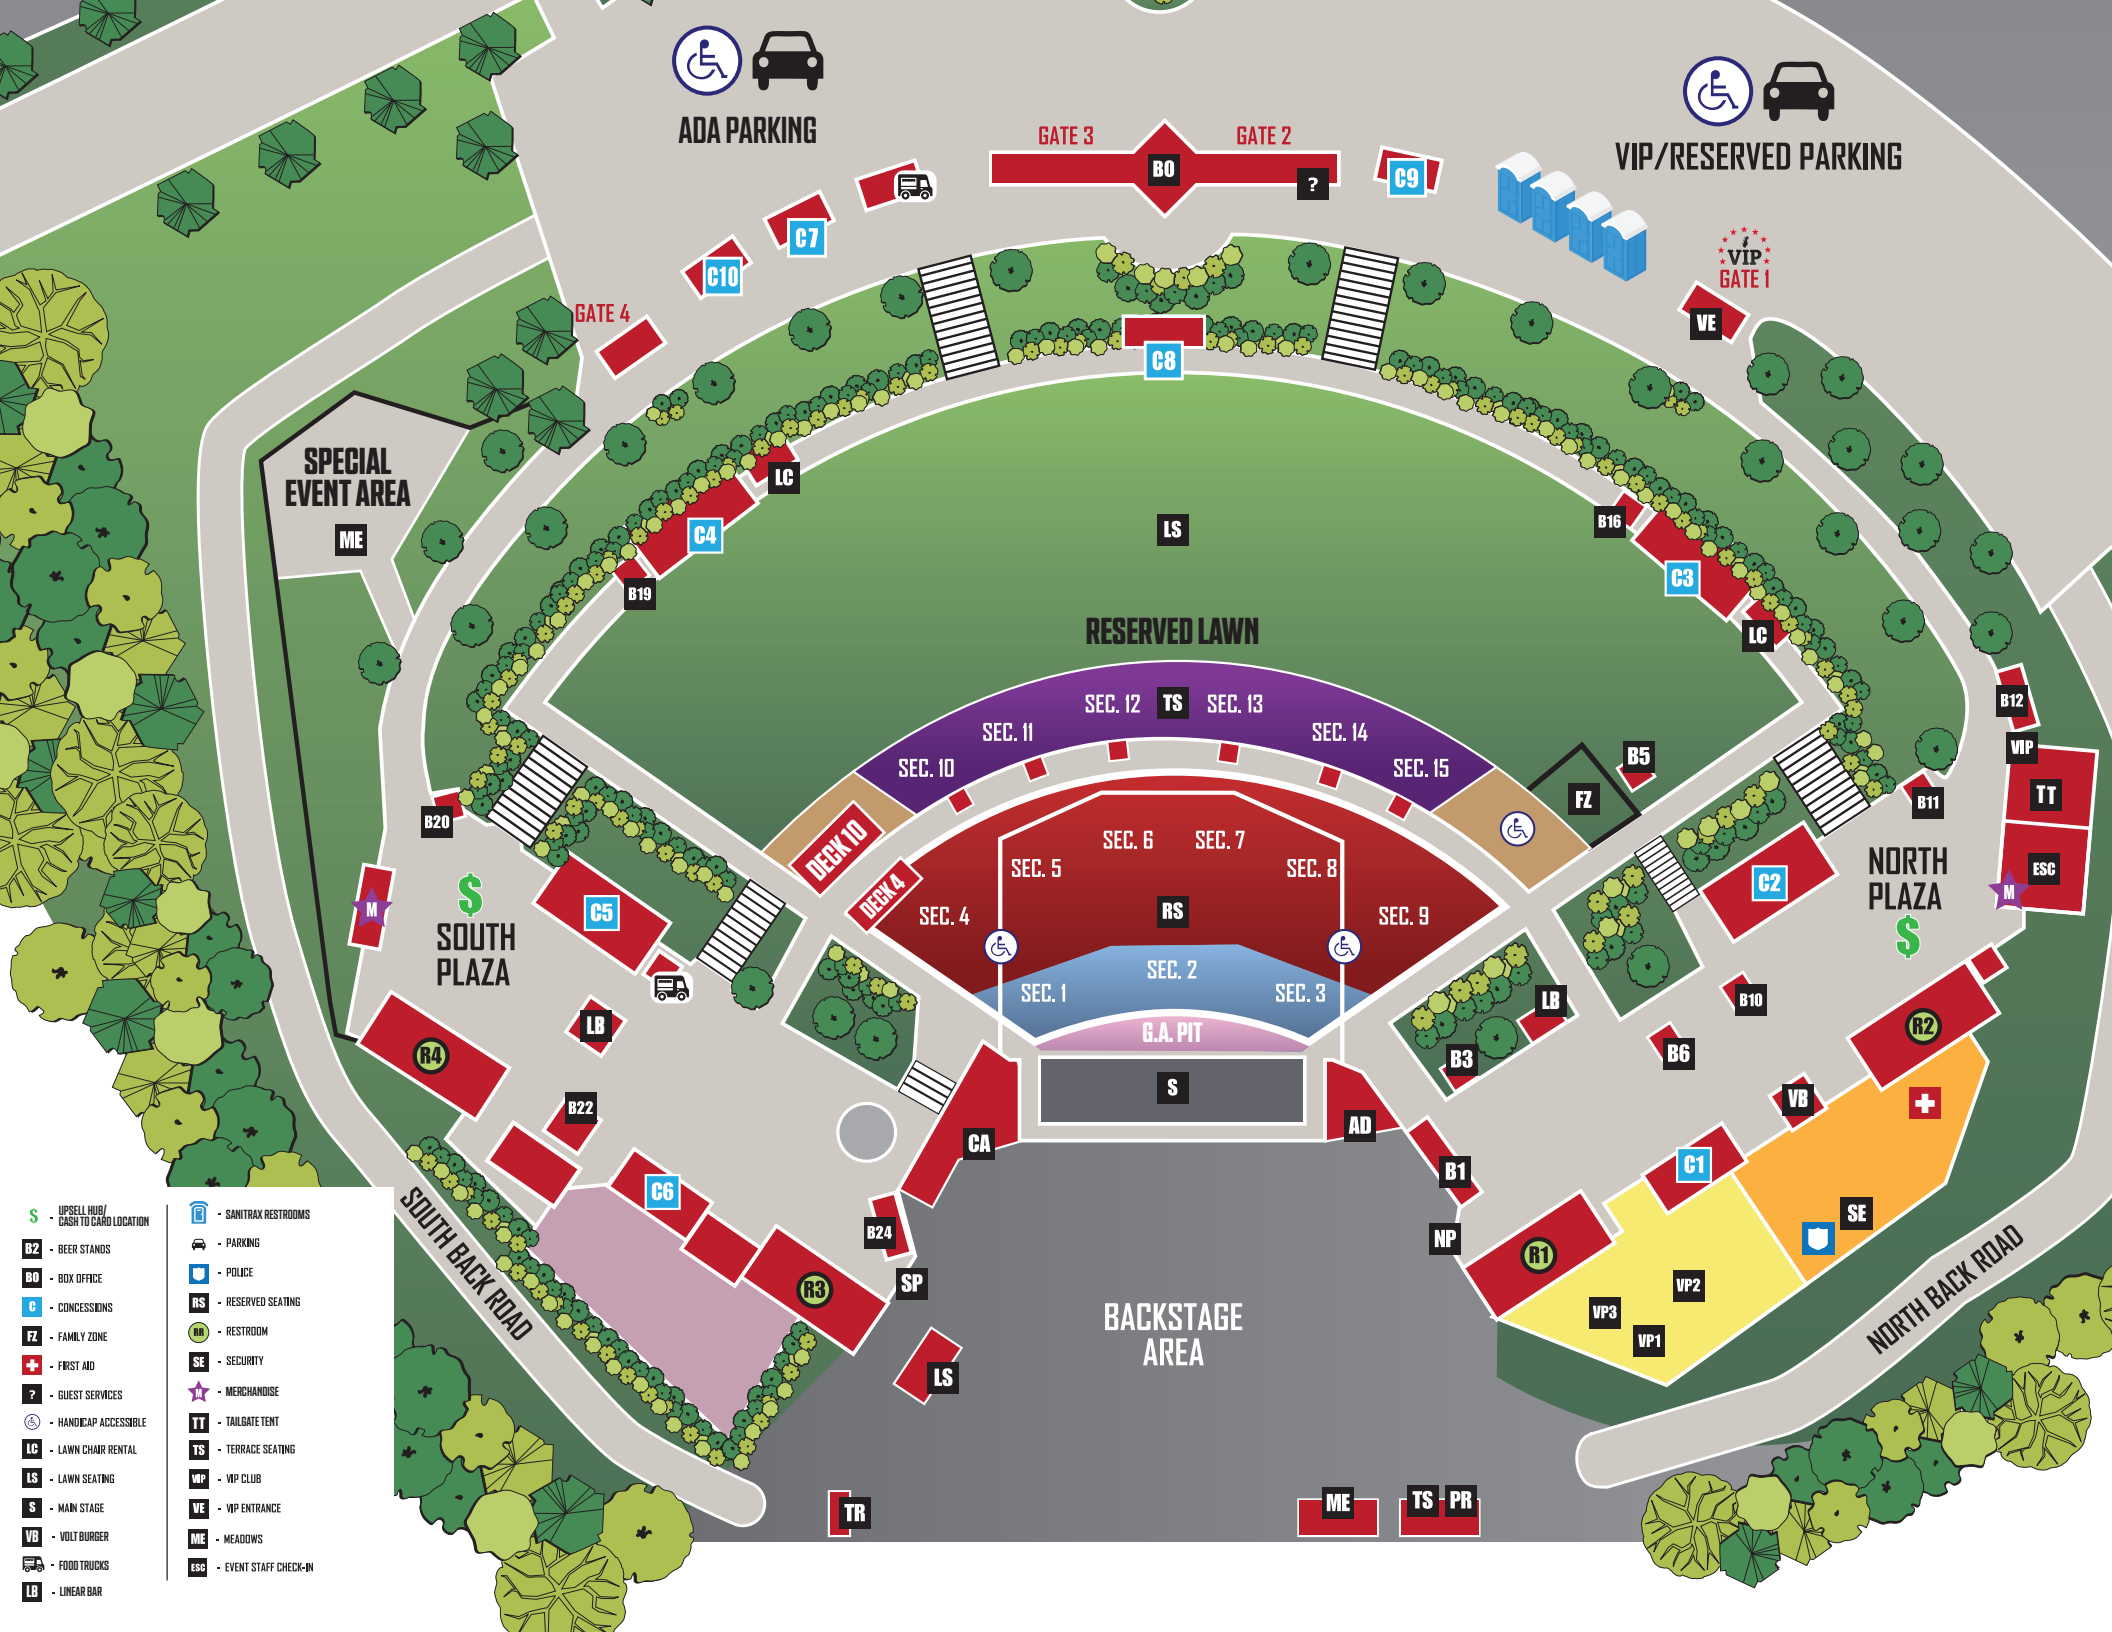 ADA PARKING
VIP/RESERVED PARKING
GATE 3
GATE 2
BO
?
C9
C7
C10
VIP
GATE 1
VE
GATE 4
C8
SPECIAL
EVENT AREA
ME
LC
C4
B19
LS
B16
C3
LC
RESERVED LAWN
SEC. 12
TS
SEC. 13
SEC. 11
SEC. 14
SEC. 10
SEC. 15
B5
FZ
B12
VIP
TT
B11
ESC
M
B20
DECK 10
DECK 4
SEC. 6
SEC. 7
SEC. 5
SEC. 8
SEC. 4
RS
SEC. 9
SEC. 2
SEC. 1
SEC. 3
G.A. PIT
S
M
$
SOUTH
PLAZA
C5
LB
C2
NORTH
PLAZA
$
LB
B10
B3
B6
R2
VB
R4
B22
CA
AD
C6
B24
B1
C1
SE
NP
R1
SP
R3
VP2
VP3
VP1
BACKSTAGE
AREA
LS
SOUTH BACK ROAD
NORTH BACK ROAD
TR
ME
TS
PR
$ - UPSELL HUB/
CASH TO CARD LOCATION
B2 - BEER STANDS
BO - BOX OFFICE
C - CONCESSIONS
FZ - FAMILY ZONE
- FIRST AID
? - GUEST SERVICES
- HANDICAP ACCESSIBLE
LC - LAWN CHAIR RENTAL
LS - LAWN SEATING
S - MAIN STAGE
VB - VOLT BURGER
- FOOD TRUCKS
LB - LINEAR BAR
- SANITRAX RESTROOMS
- PARKING
- POLICE
RS - RESERVED SEATING
RR - RESTROOM
SE - SECURITY
M - MERCHANDISE
TT - TAILGATE TENT
TS - TERRACE SEATING
VIP - VIP CLUB
VE - VIP ENTRANCE
ME - MEADOWS
ESC - EVENT STAFF CHECK-IN